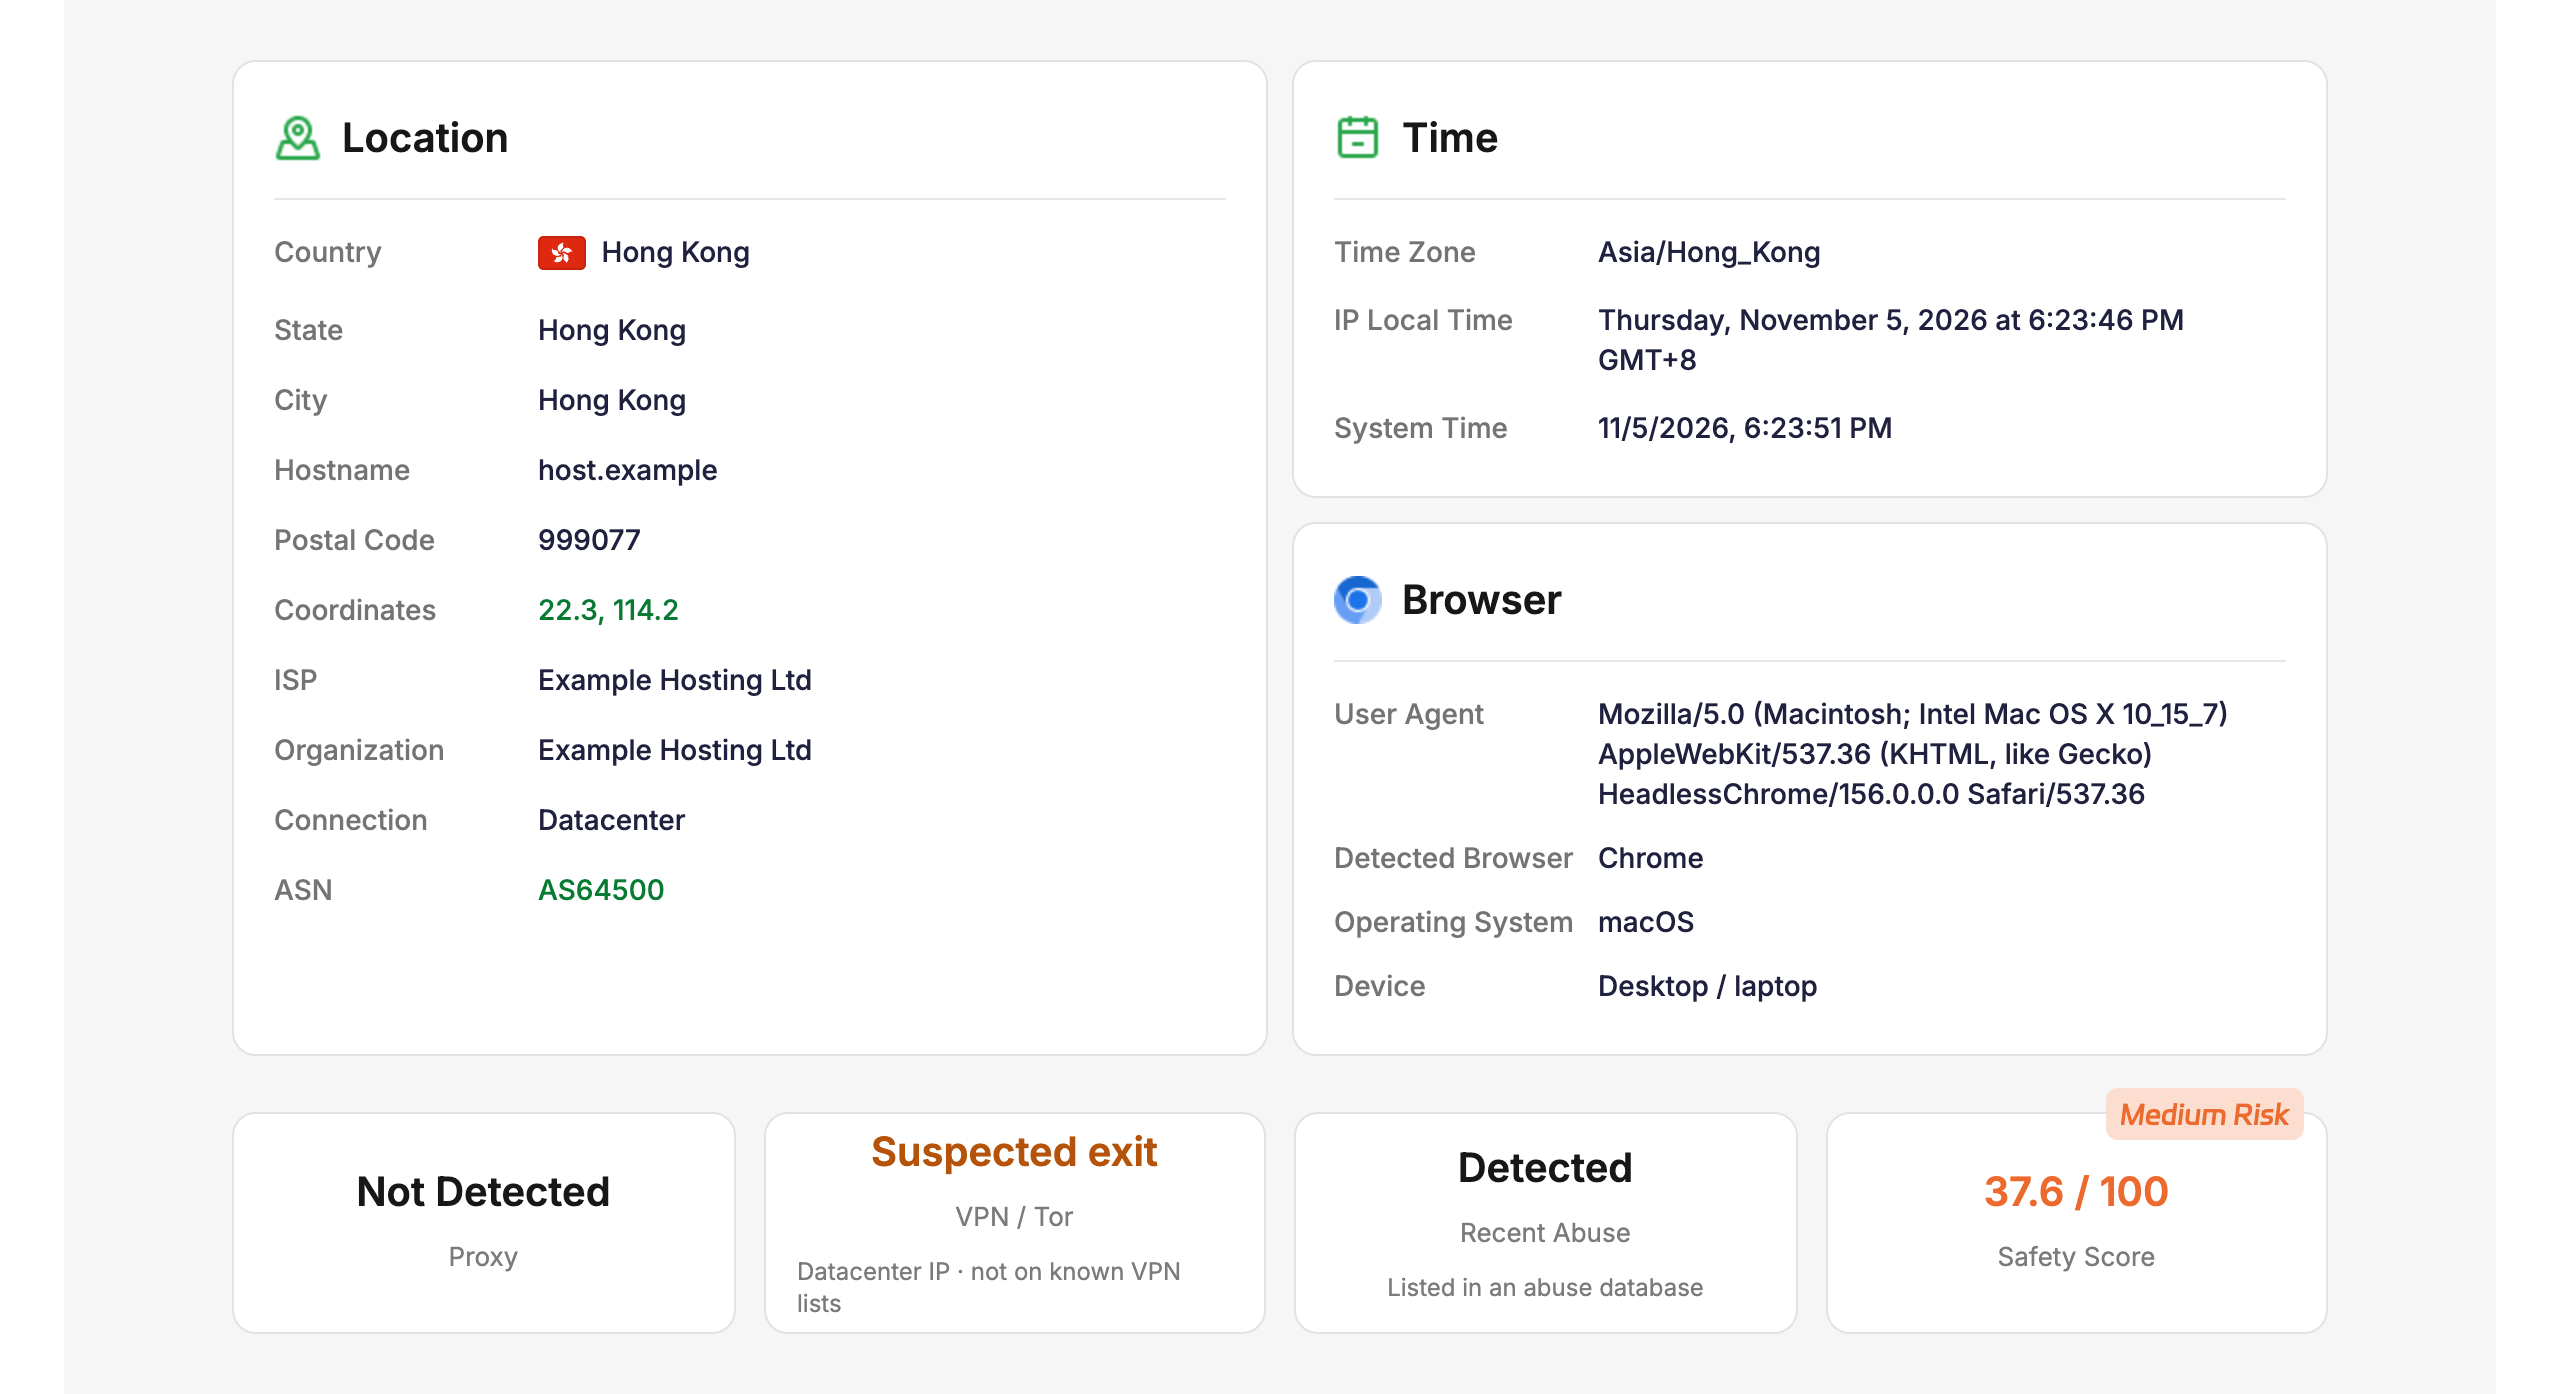 Location
Country Hong Kong
State Hong Kong
City Hong Kong
Hostname host.example
Postal Code 999077
Coordinates 22.3, 114.2
ISP Example Hosting Ltd
Organization Example Hosting Ltd
Connection Datacenter
ASN AS64500
Time
Time Zone Asia/Hong_Kong
IP Local Time Thursday, November 5, 2026 at 6:23:46 PM
GMT+8
System Time 11/5/2026, 6:23:51 PM
Browser
User Agent Mozilla/5.0 (Macintosh; Intel Mac OS X 10_15_7)
AppleWebKit/537.36 (KHTML, like Gecko)
HeadlessChrome/156.0.0.0 Safari/537.36
Detected Browser Chrome
Operating System macOS
Device Desktop / laptop
Not Detected
Proxy
Suspected exit
VPN / Tor
Datacenter IP · not on known VPN
lists
Detected
Recent Abuse
Listed in an abuse database
Medium Risk
37.6 / 100
Safety Score